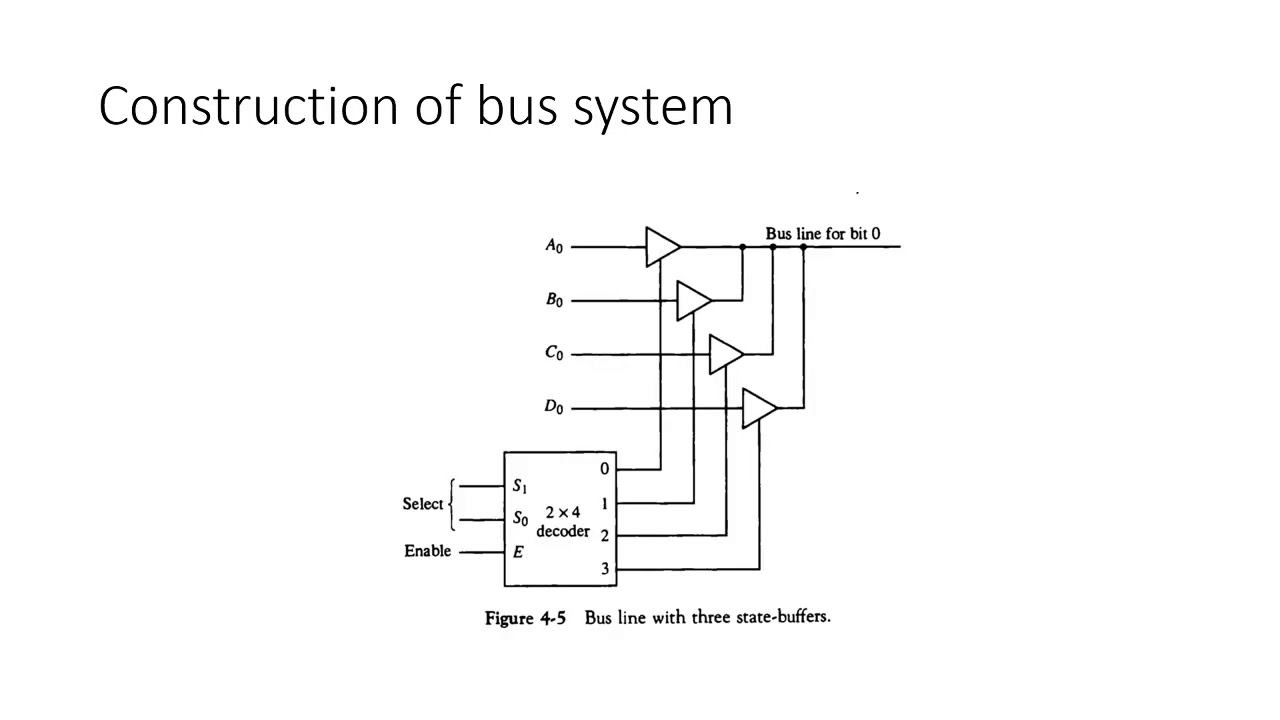 Construction of bus system
Bus line for bit 0
A0
B0
C0
D0
0
S1
Select
1
S0
2 × 4
decoder
2
Enable
E
3
Figure 4-5 Bus line with three state-buffers.